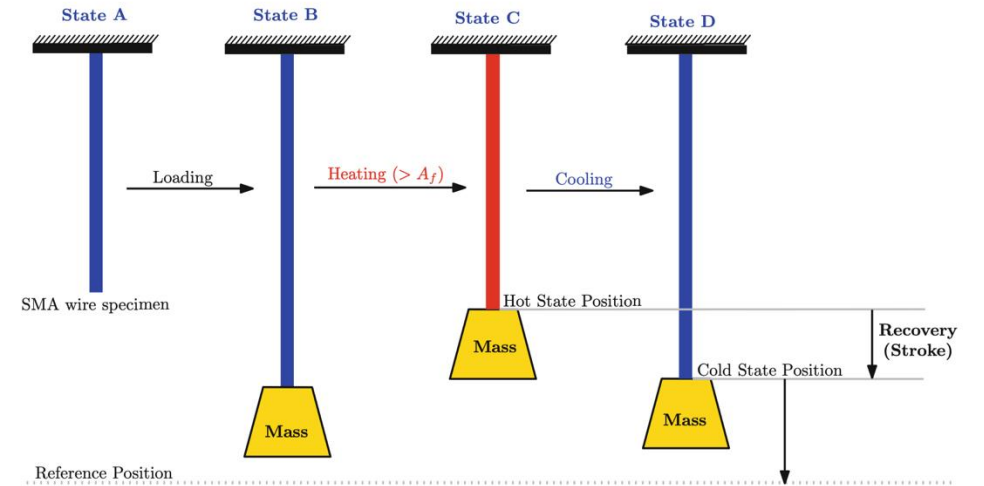 State A
State B
State C
State D
Loading
Heating (> A_f)
Cooling
SMA wire specimen
Hot State Position
Recovery
(Stroke)
Mass
Cold State Position
Mass
Mass
Reference Position